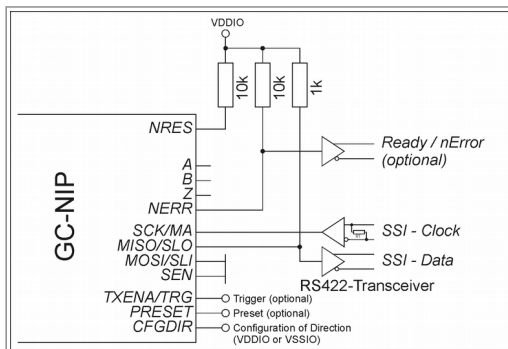 VDDIO
10k
10k
1k
NRES
A
B
Z
NERR
SCK/MA
MISO/SLO
MOSI/SLI
SEN
TXENA/TRG
PRESET
CFGDIR
GC-NIP
Ready / nError
(optional)
SSI - Clock
SSI - Data
RS422-Transceiver
Trigger (optional)
Preset (optional)
Configuration of Direction
(VDDIO or VSSIO)